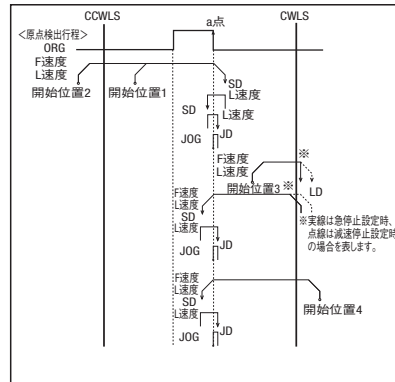 CCWLS
a点
CWLS
<原点検出行程>
ORG
F速度
L速度
開始位置2
開始位置1
SD
L速度
SD
L速度
JOG
JD
F速度
L速度
※
開始位置3
※
LD
F速度
L速度
SD
L速度
JOG
JD
※実線は急停止設定時、
点線は減速停止設定時
の場合を表します。
F速度
L速度
SD
開始位置4
L速度
JOG
JD